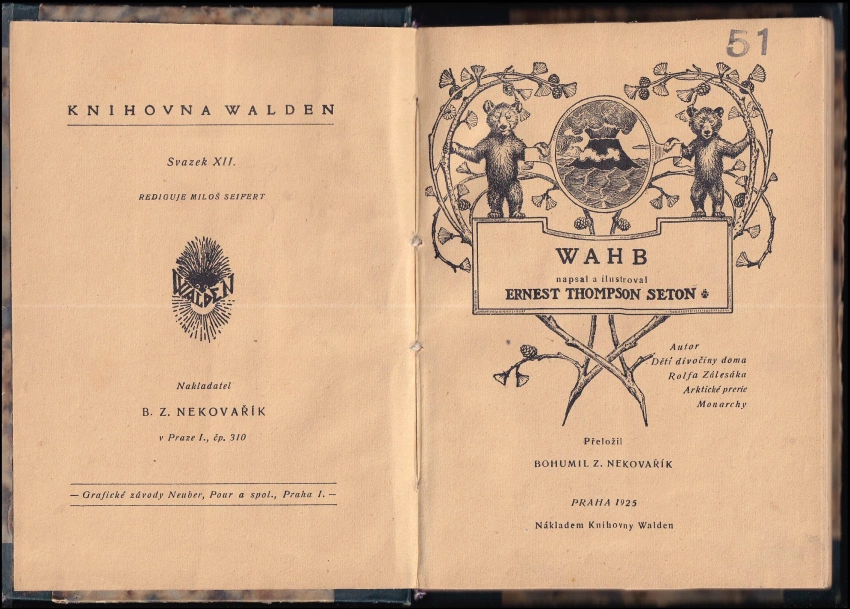 KNIHOVNA WALDEN
Svazek XII.
REDIGUJE MILOŠ SEIFERT
WALDEN
Nakladatel
B. Z. NEKOVAŘÍK
v Praze I., čp. 310
— Grafické závody Neuber, Pour a spol., Praha I. —
51
WAHB
napsal a ilustroval
ERNEST THOMPSON SETON
Autor
Dětí divočiny doma
Rolfa Zálesáka
Arktické prerie
Monarchy
Přeložil
BOHUMIL Z. NEKOVAŘÍK
PRAHA 1925
Nákladem Knihovny Walden